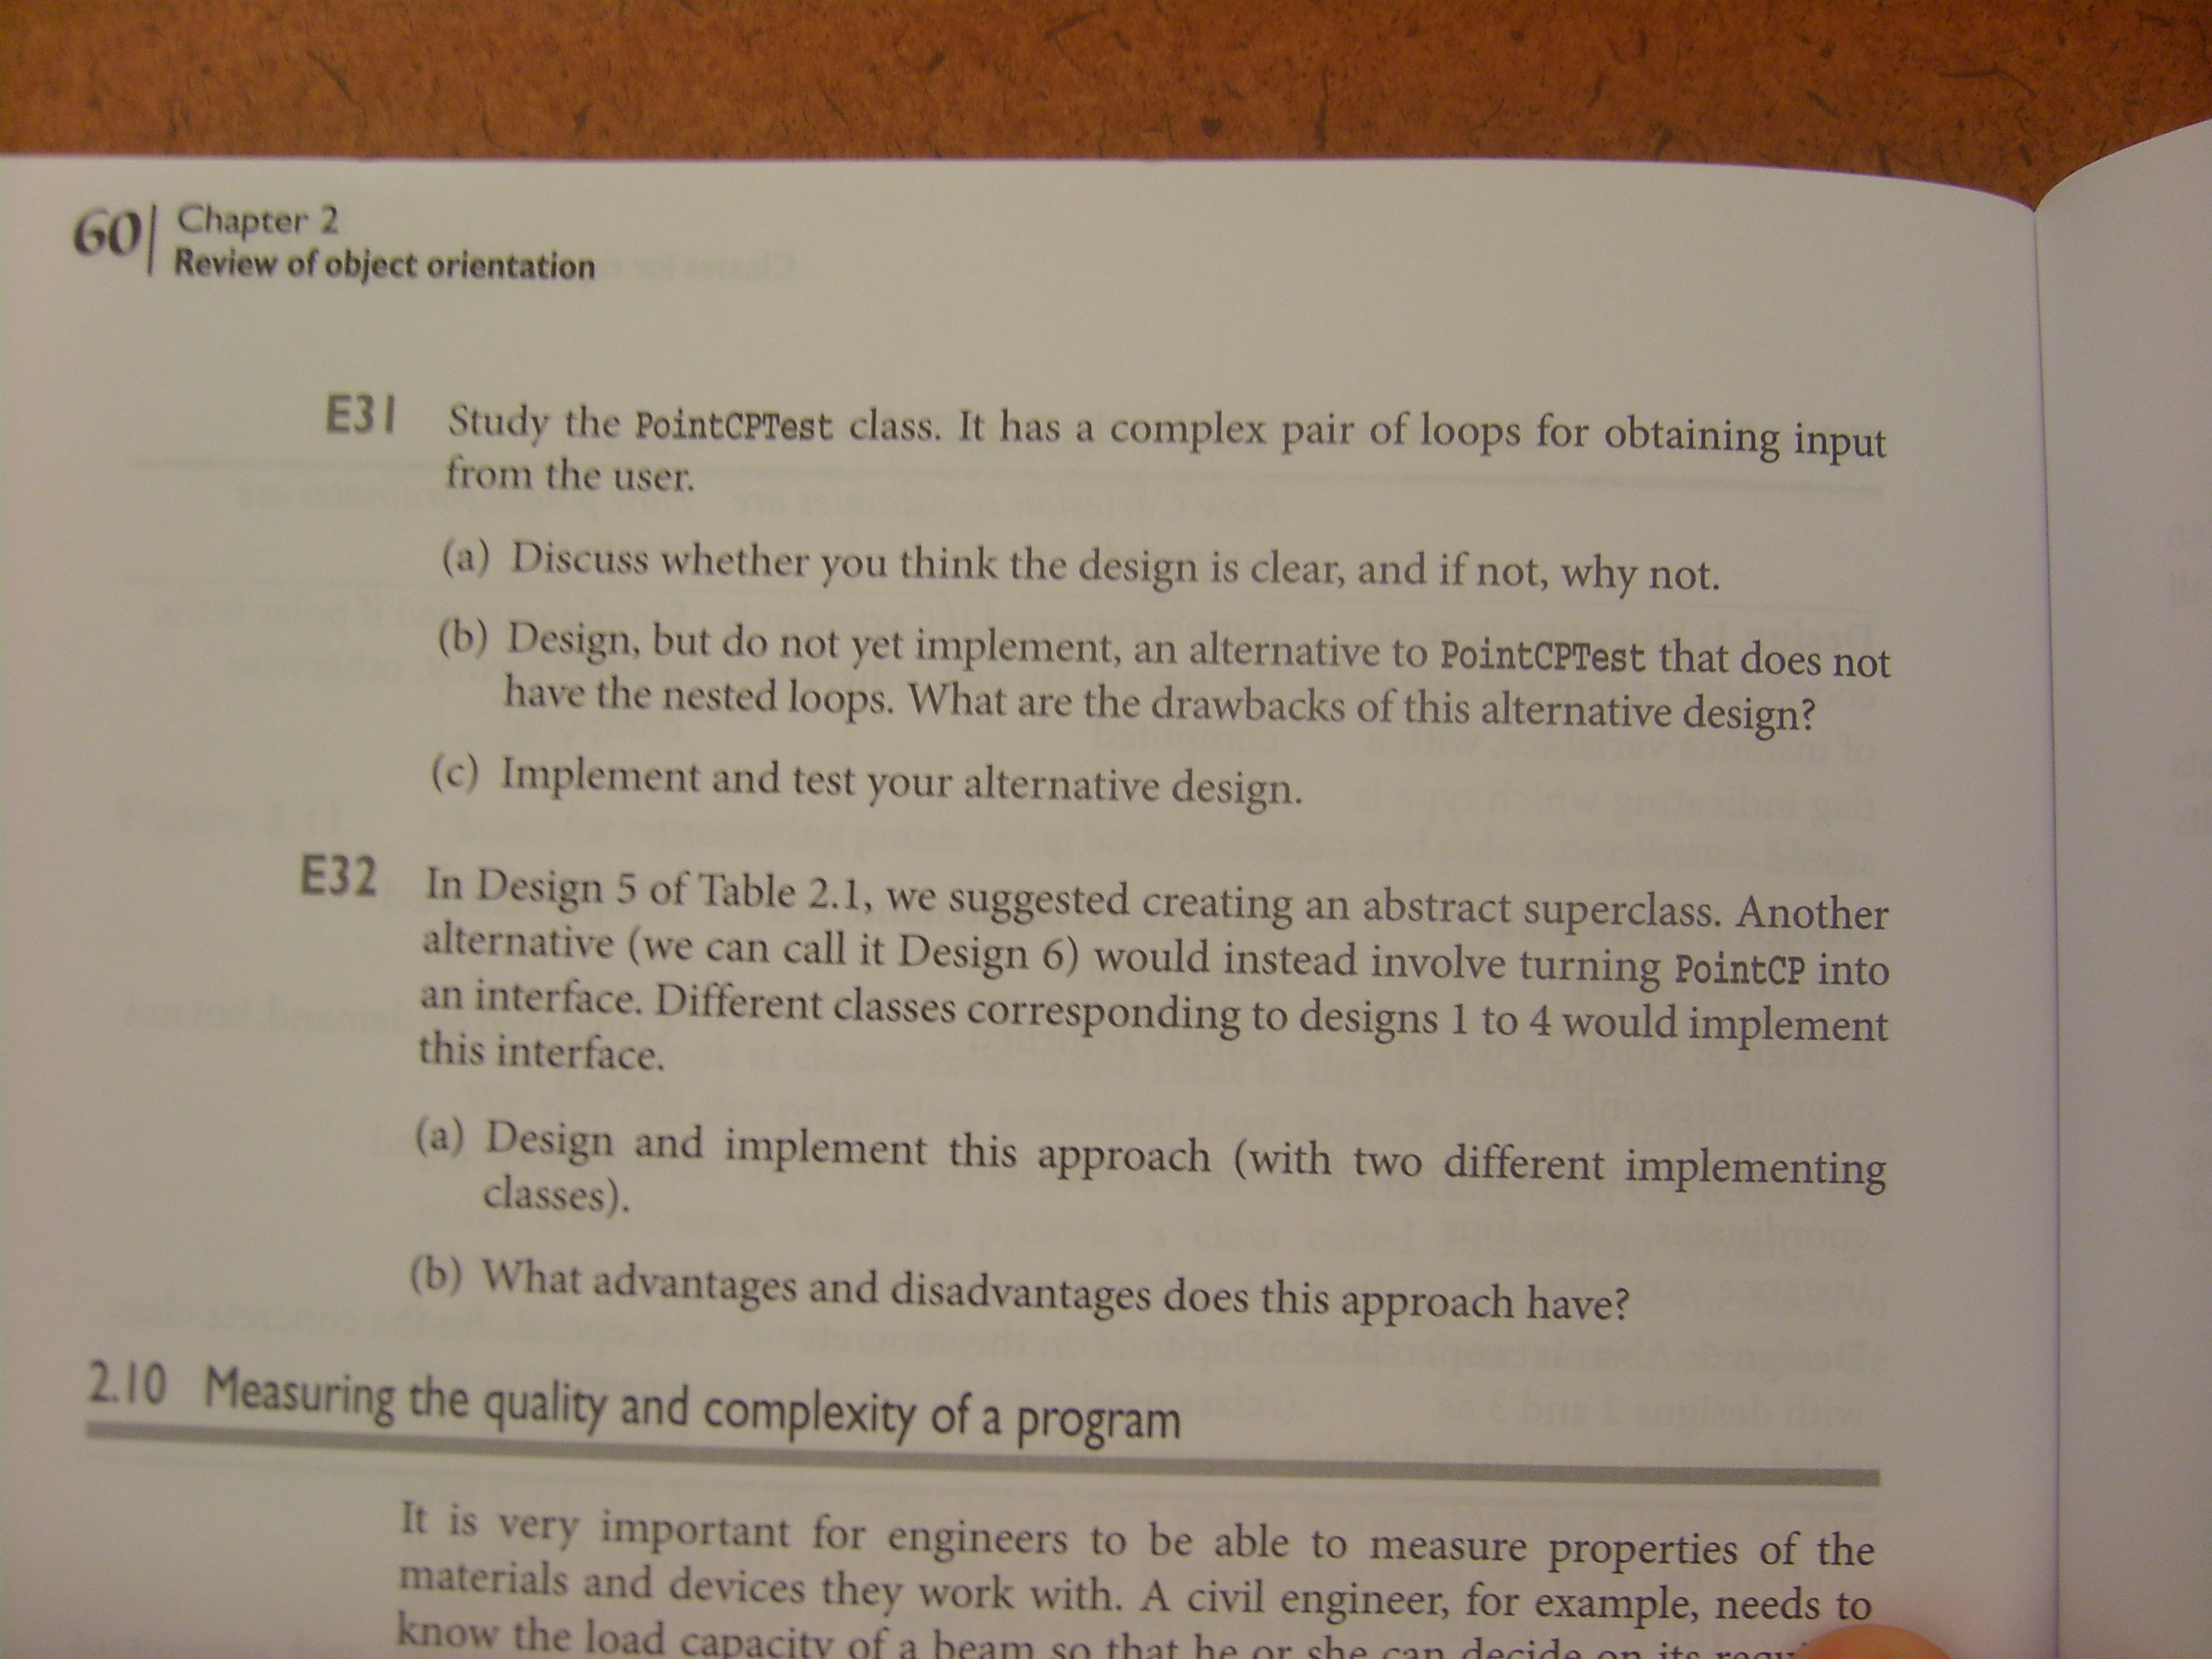 60 Chapter 2
Review of object orientation
E31 Study the PointCPTest class. It has a complex pair of loops for obtaining input
from the user.
(a) Discuss whether you think the design is clear, and if not, why not.
(b) Design, but do not yet implement, an alternative to PointCPTest that does not
have the nested loops. What are the drawbacks of this alternative design?
(c) Implement and test your alternative design.
E32 In Design 5 of Table 2.1, we suggested creating an abstract superclass. Another
alternative (we can call it Design 6) would instead involve turning PointCP into
an interface. Different classes corresponding to designs 1 to 4 would implement
this interface.
(a) Design and implement this approach (with two different implementing
classes).
(b) What advantages and disadvantages does this approach have?
2.10 Measuring the quality and complexity of a program
It is very important for engineers to be able to measure properties of the
materials and devices they work with. A civil engineer, for example, needs to
know the load capacity of a beam so that he or she can decide on its